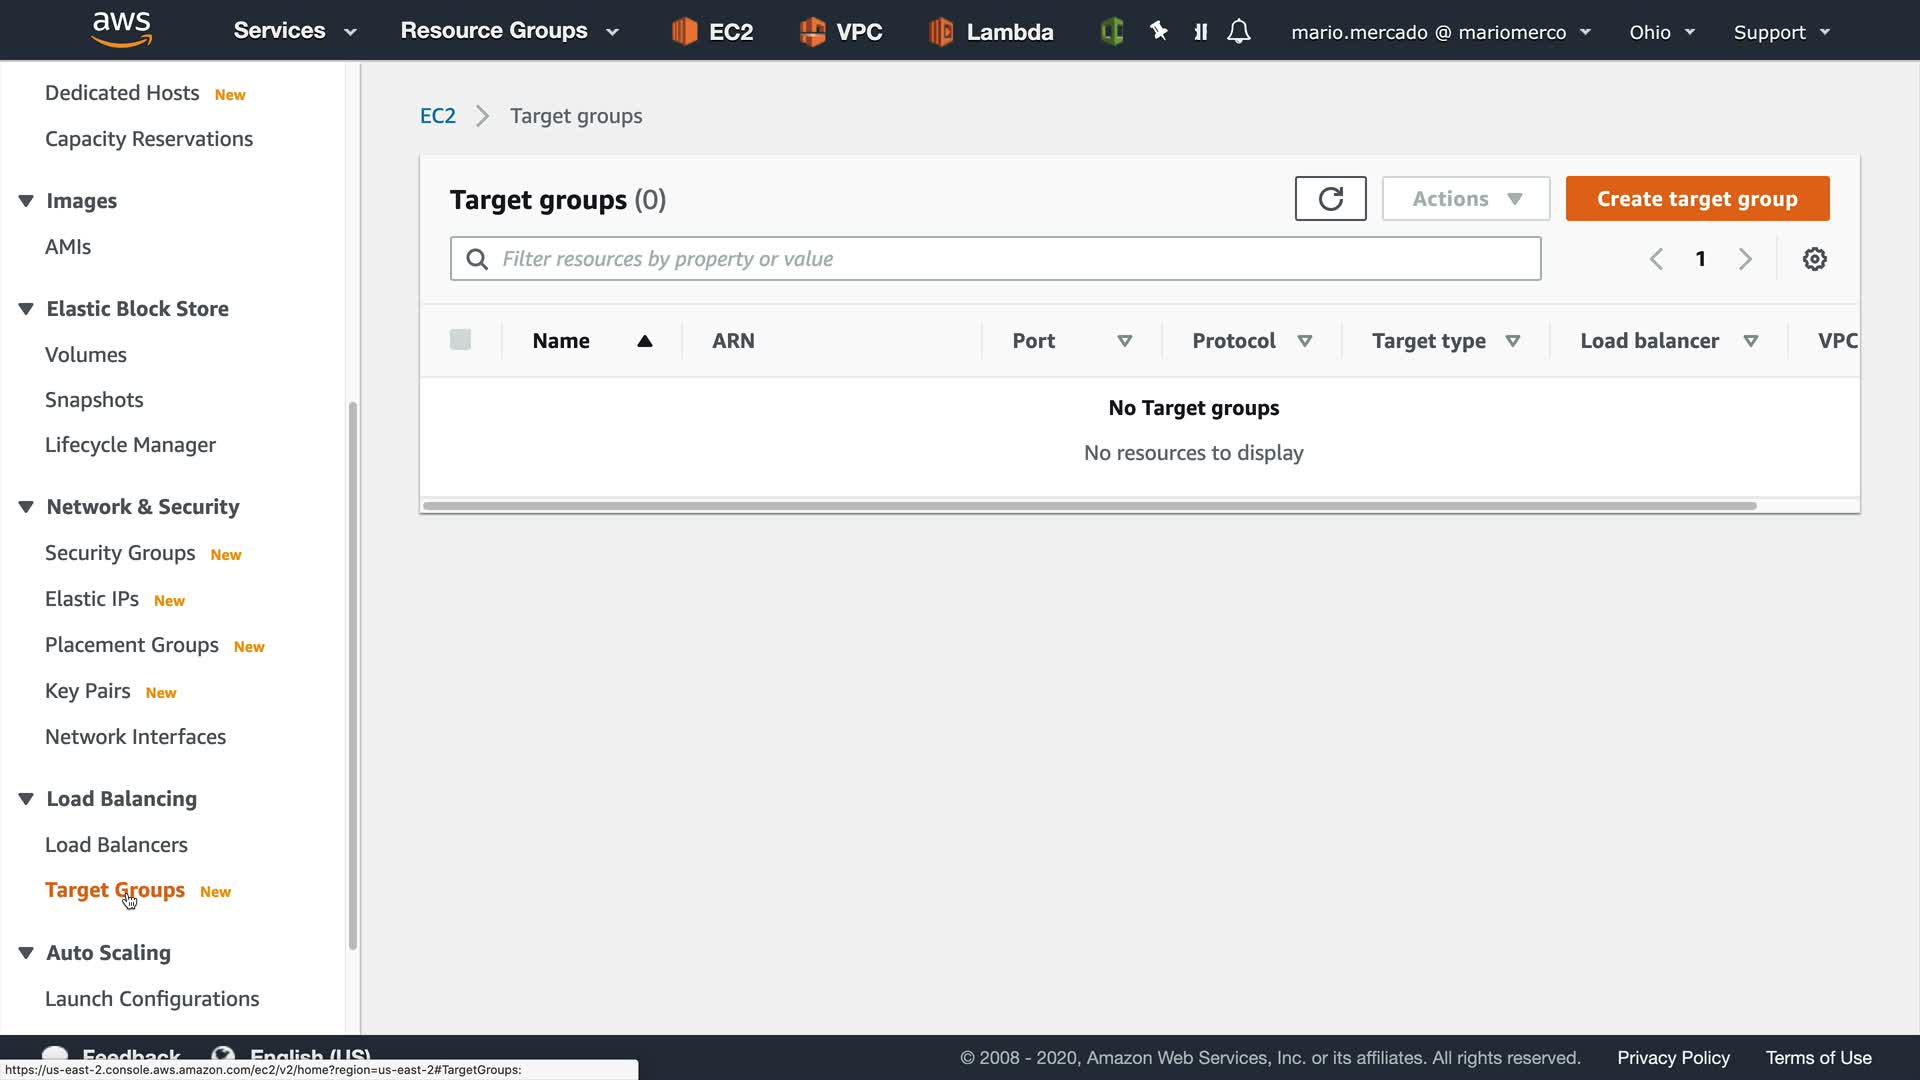 aws Services Resource Groups EC2 VPC Lambda mario.mercado @ mariomerco Ohio Support
Dedicated Hosts New
Capacity Reservations
Images
AMIs
Elastic Block Store
Volumes
Snapshots
Lifecycle Manager
Network & Security
Security Groups New
Elastic IPs New
Placement Groups New
Key Pairs New
Network Interfaces
Load Balancing
Load Balancers
Target Groups New
Auto Scaling
Launch Configurations
EC2 Target groups
Target groups (0) Actions Create target group
Filter resources by property or value 1
Name ARN Port Protocol Target type Load balancer VPC
No Target groups
No resources to display
Feedback English (US) © 2008 - 2020, Amazon Web Services, Inc. or its affiliates. All rights reserved. Privacy Policy Terms of Use
https://us-east-2.console.aws.amazon.com/ec2/v2/home?region=us-east-2#TargetGroups: